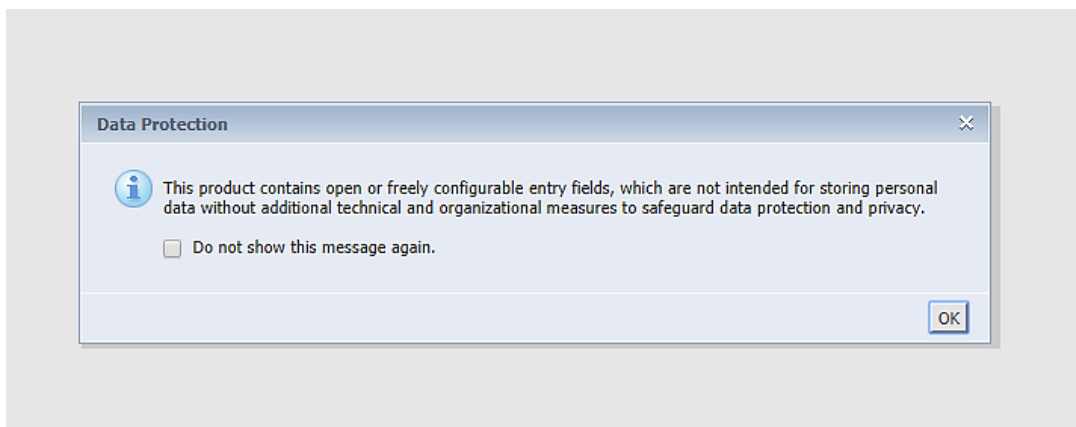 Data Protection
This product contains open or freely configurable entry fields, which are not intended for storing personal
data without additional technical and organizational measures to safeguard data protection and privacy.
Do not show this message again.
OK